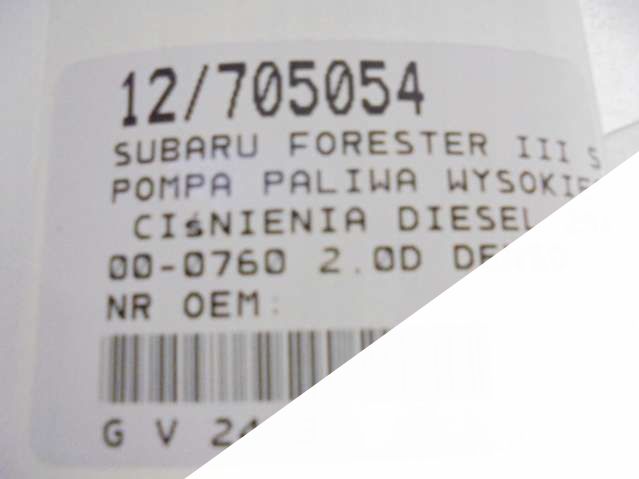 12/705054
SUBARU FORESTER III
POMPA PALIWA
CIśNIENIA DIESEL
00-0760 2.0D
NR OEM:
G V